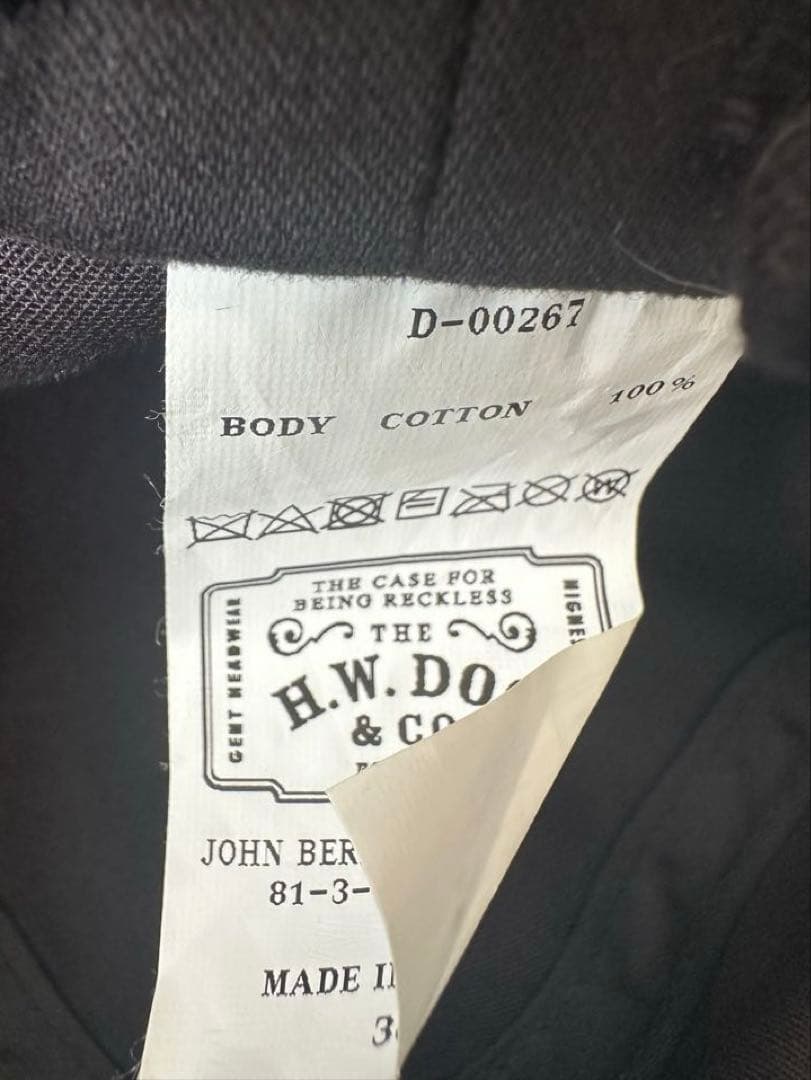 D-00267
BODY COTTON 100%
THE CASE FOR
BEING RECKLESS
THE
H.W. DO
& CO
GENT HEADWEAR
JOHN BER
81-3-
MADE I
3